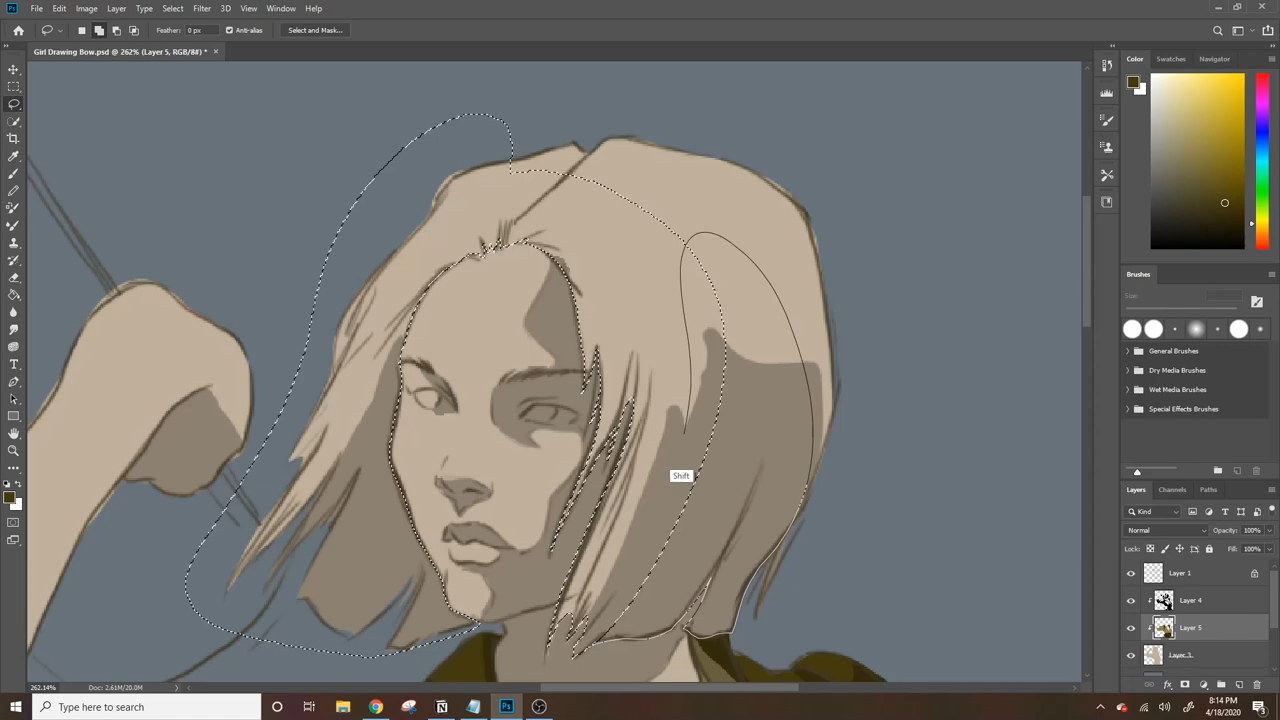 Ps File Edit Image Layer Type Select Filter 3D View Window Help
Feather: 0 px Anti-alias Select and Mask...
Girl Drawing Bow.psd @ 262% (Layer 5, RGB/8#) * ×
Color Swatches Navigator
Brushes
Size:
General Brushes
Dry Media Brushes
Wet Media Brushes
Special Effects Brushes
Shift
Layers Channels Paths
Kind
Normal Opacity: 100%
Lock: Fill: 100%
Layer 1
Layer 4
Layer 5
262.14% Doc: 2.61M/20.0M
Type here to search
8:14 PM
4/18/2020